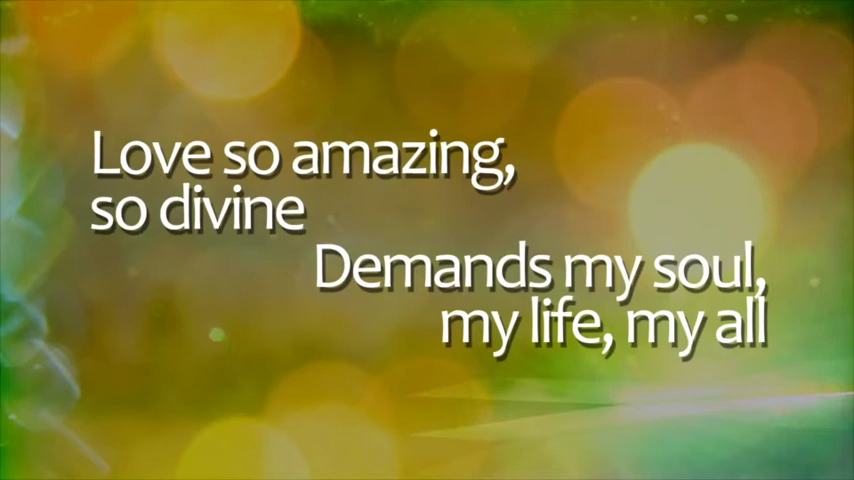 Love so amazing,
so divine
Demands my soul,
my life, my all